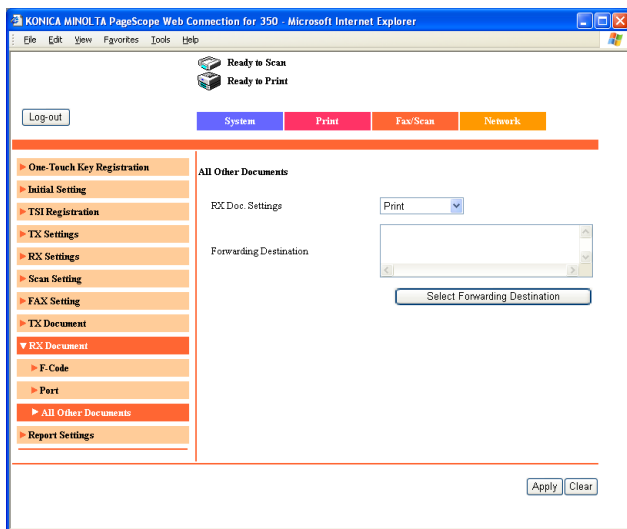 KONICA MINOLTA PageScope Web Connection for 350 - Microsoft Internet Explorer
File Edit View Favorites Tools Help
Ready to Scan
Ready to Print
Log-out
System Print Fax/Scan Network
One-Touch Key Registration
Initial Setting
TSI Registration
TX Settings
RX Settings
Scan Setting
FAX Setting
TX Document
RX Document
F-Code
Port
All Other Documents
Report Settings
All Other Documents
RX Doc. Settings Print
Forwarding Destination
Select Forwarding Destination
Apply Clear